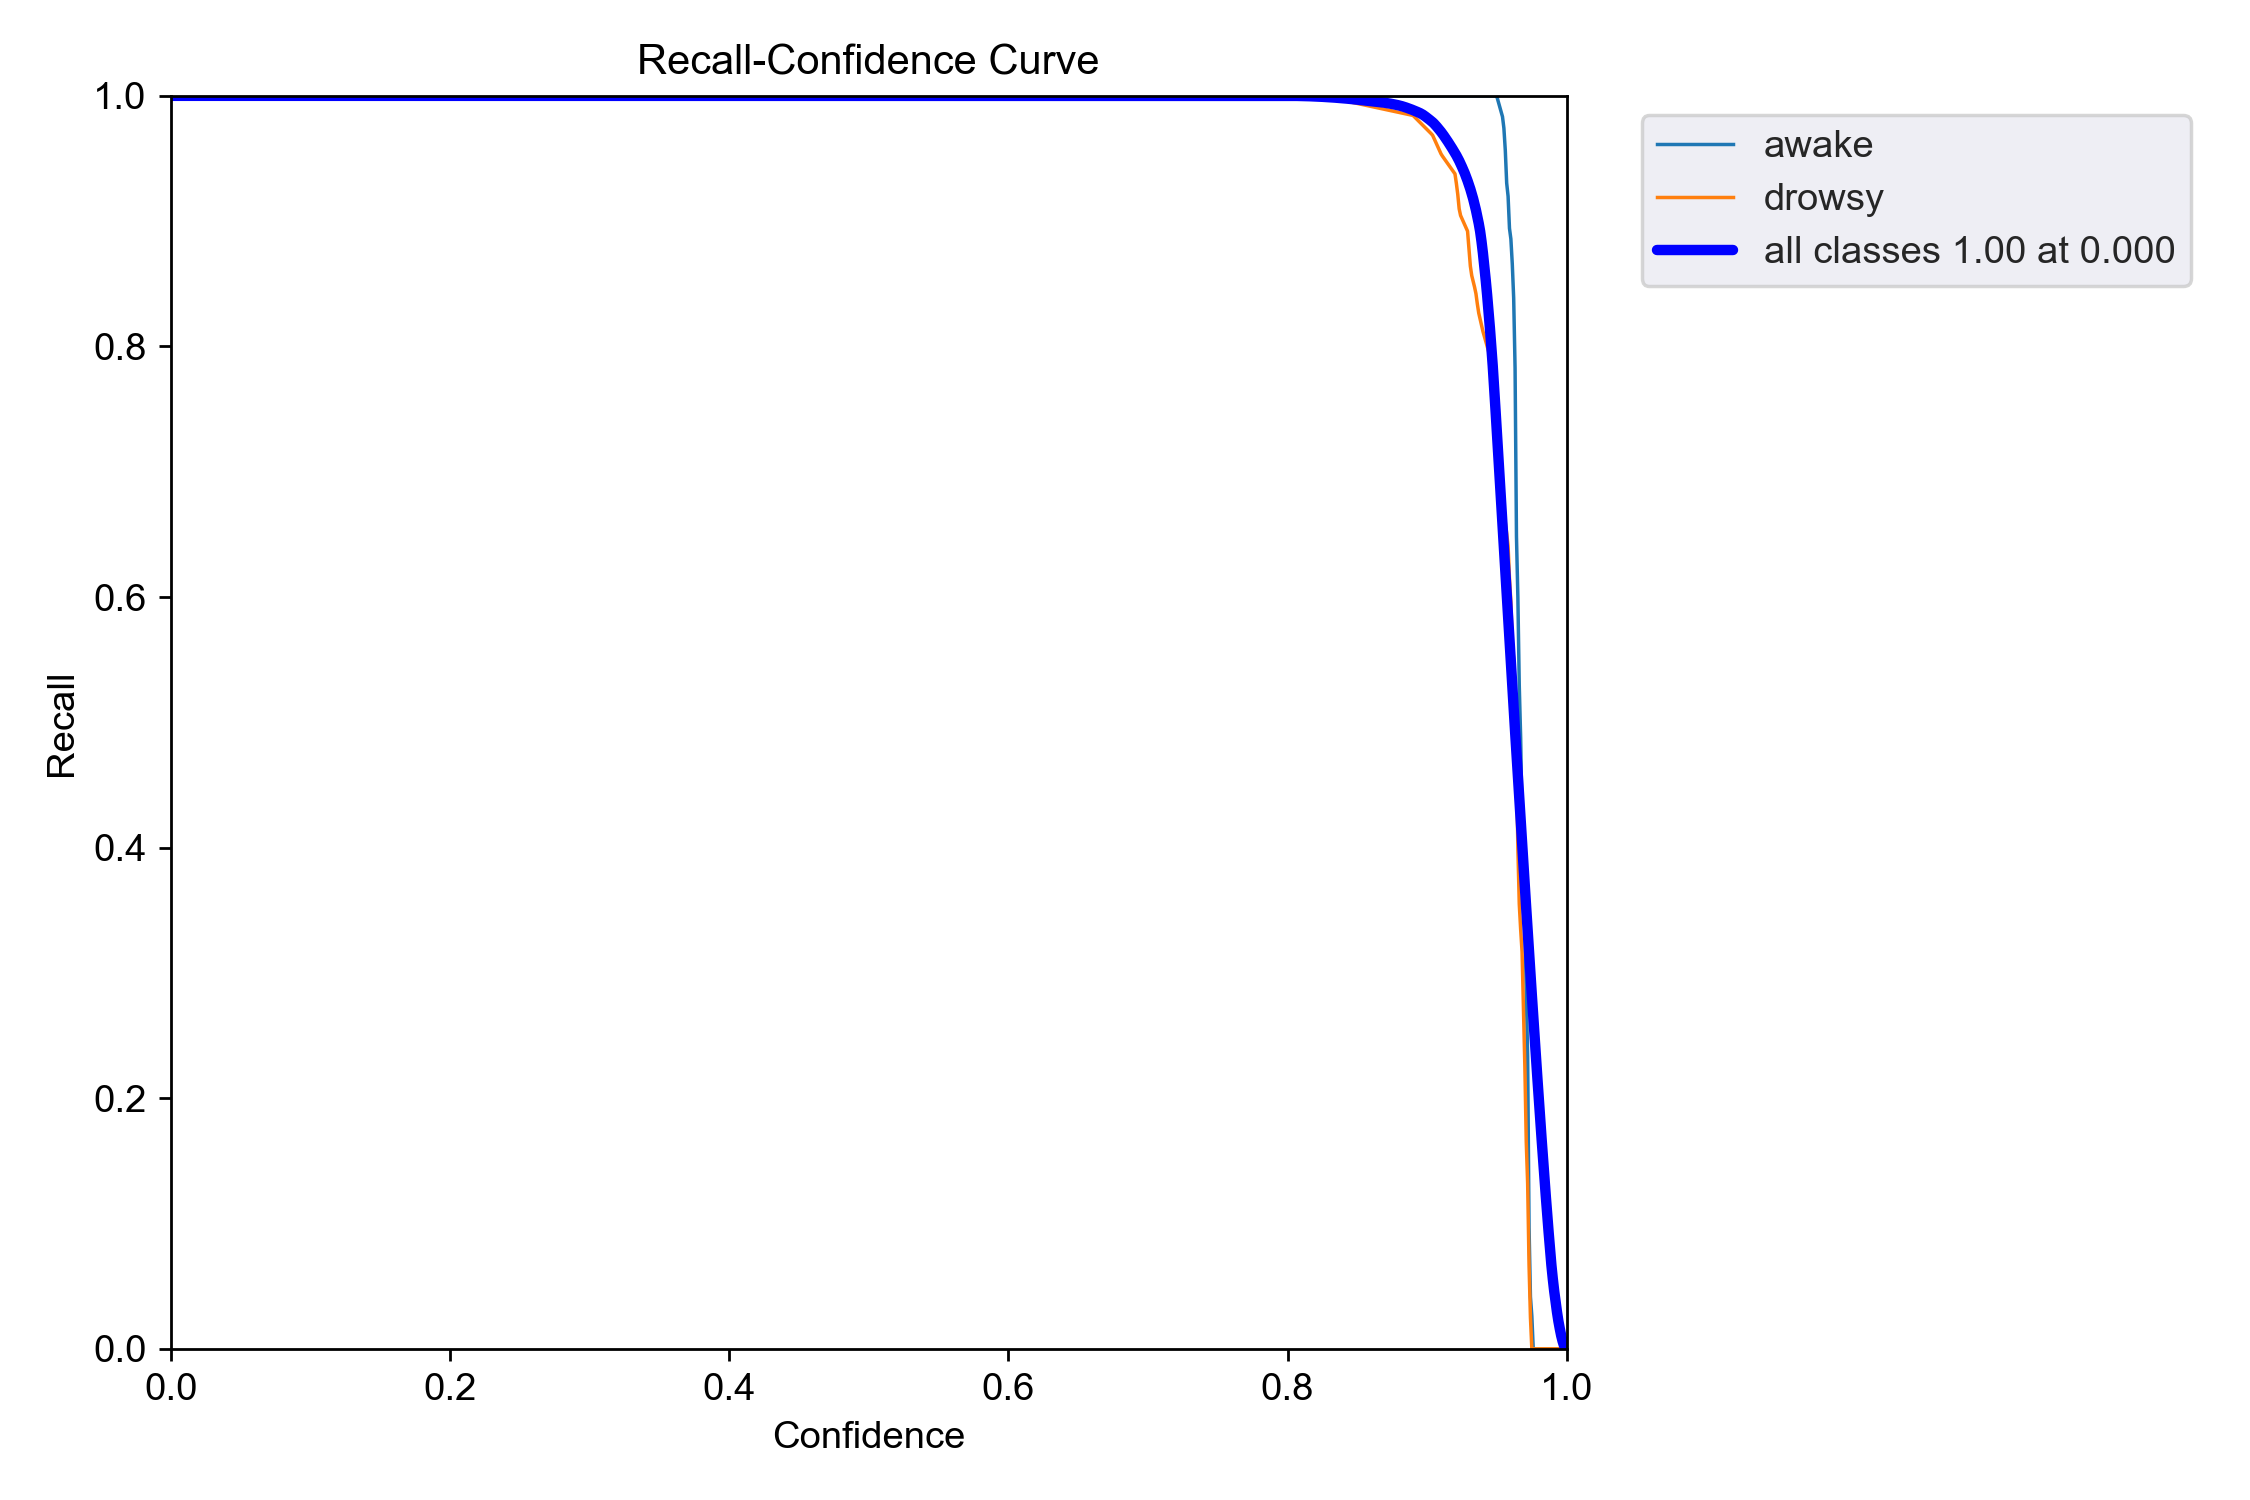 Recall-Confidence Curve
1.0
0.8
0.6
0.4
0.2
0.0
Recall
0.0 0.2 0.4 0.6 0.8 1.0
Confidence
awake
drowsy
all classes 1.00 at 0.000